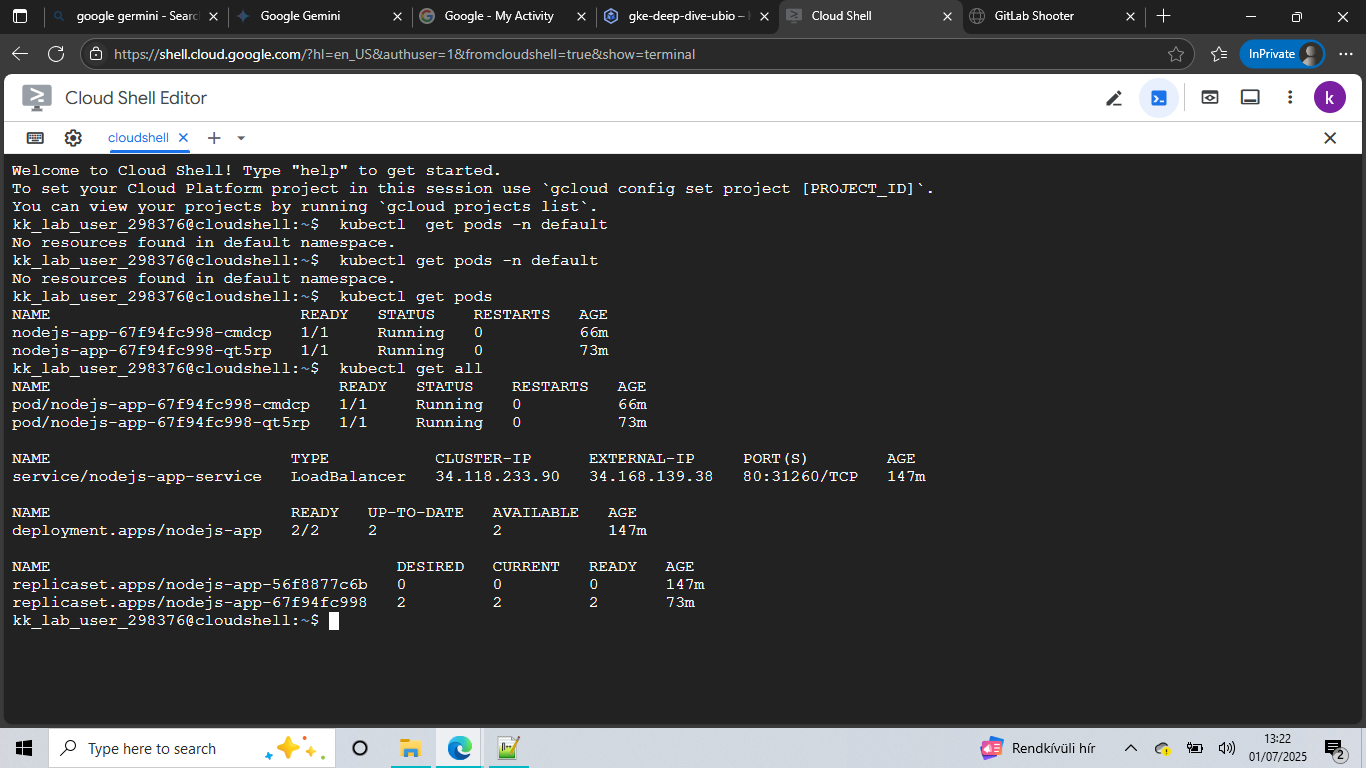 google germini - Searc
Google Gemini
Google - My Activity
gke-deep-dive-ubio –
Cloud Shell
GitLab Shooter
https://shell.cloud.google.com/?hl=en_US&authuser=1&fromcloudshell=true&show=terminal
InPrivate
Cloud Shell Editor
k
cloudshell
Welcome to Cloud Shell! Type "help" to get started.
To set your Cloud Platform project in this session use `gcloud config set project [PROJECT_ID]`.
You can view your projects by running `gcloud projects list`.
kk_lab_user_298376@cloudshell:~$  kubectl  get pods -n default
No resources found in default namespace.
kk_lab_user_298376@cloudshell:~$  kubectl get pods -n default
No resources found in default namespace.
kk_lab_user_298376@cloudshell:~$  kubectl get pods
NAME                          READY   STATUS    RESTARTS   AGE
nodejs-app-67f94fc998-cmdcp   1/1     Running   0          66m
nodejs-app-67f94fc998-qt5rp   1/1     Running   0          73m
kk_lab_user_298376@cloudshell:~$  kubectl get all
NAME                              READY   STATUS    RESTARTS   AGE
pod/nodejs-app-67f94fc998-cmdcp   1/1     Running   0          66m
pod/nodejs-app-67f94fc998-qt5rp   1/1     Running   0          73m
NAME                         TYPE           CLUSTER-IP      EXTERNAL-IP     PORT(S)        AGE
service/nodejs-app-service   LoadBalancer   34.118.233.90   34.168.139.38   80:31260/TCP   147m
NAME                         READY   UP-TO-DATE   AVAILABLE   AGE
deployment.apps/nodejs-app   2/2     2            2           147m
NAME                                    DESIRED   CURRENT   READY   AGE
replicaset.apps/nodejs-app-56f8877c6b   0         0         0       147m
replicaset.apps/nodejs-app-67f94fc998   2         2         2       73m
kk_lab_user_298376@cloudshell:~$
Type here to search
Rendkívüli hír
13:22
01/07/2025
2